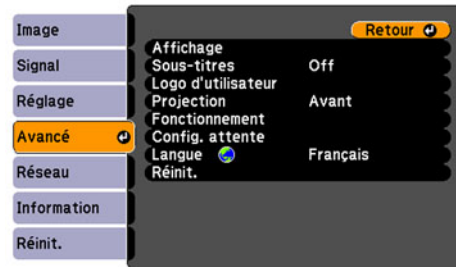 Image
Signal
Réglage
Avancé
Réseau
Information
Réinit.
Retour
Affichage
Sous-titres Off
Logo d'utilisateur
Projection Avant
Fonctionnement
Config. attente
Langue Français
Réinit.